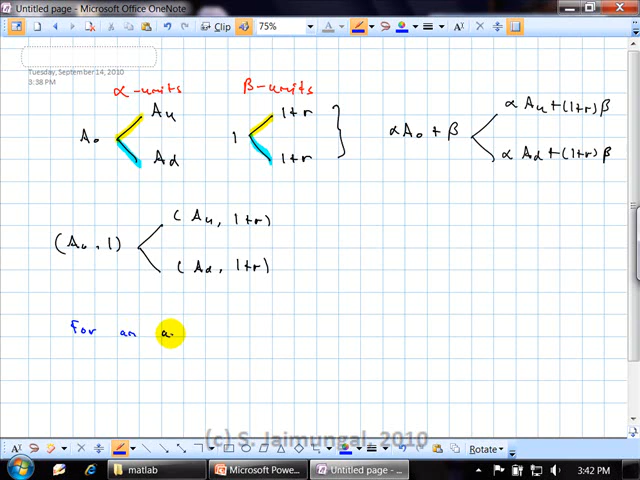 Untitled page - Microsoft Office OneNote
Clip
75%
Tuesday, September 14, 2010
3:38 PM
α-units
β-units
A₀
Au
Ad
1
1+r
1+r
αA₀ + β
αAu+(1+r)β
αAd+(1+r)β
(A₀, 1)
(Au, 1+r)
(Ad, 1+r)
For an a
(c) S. Jaimungal, 2010
Rotate
matlab
Microsoft Powe...
Untitled page - ...
3:42 PM